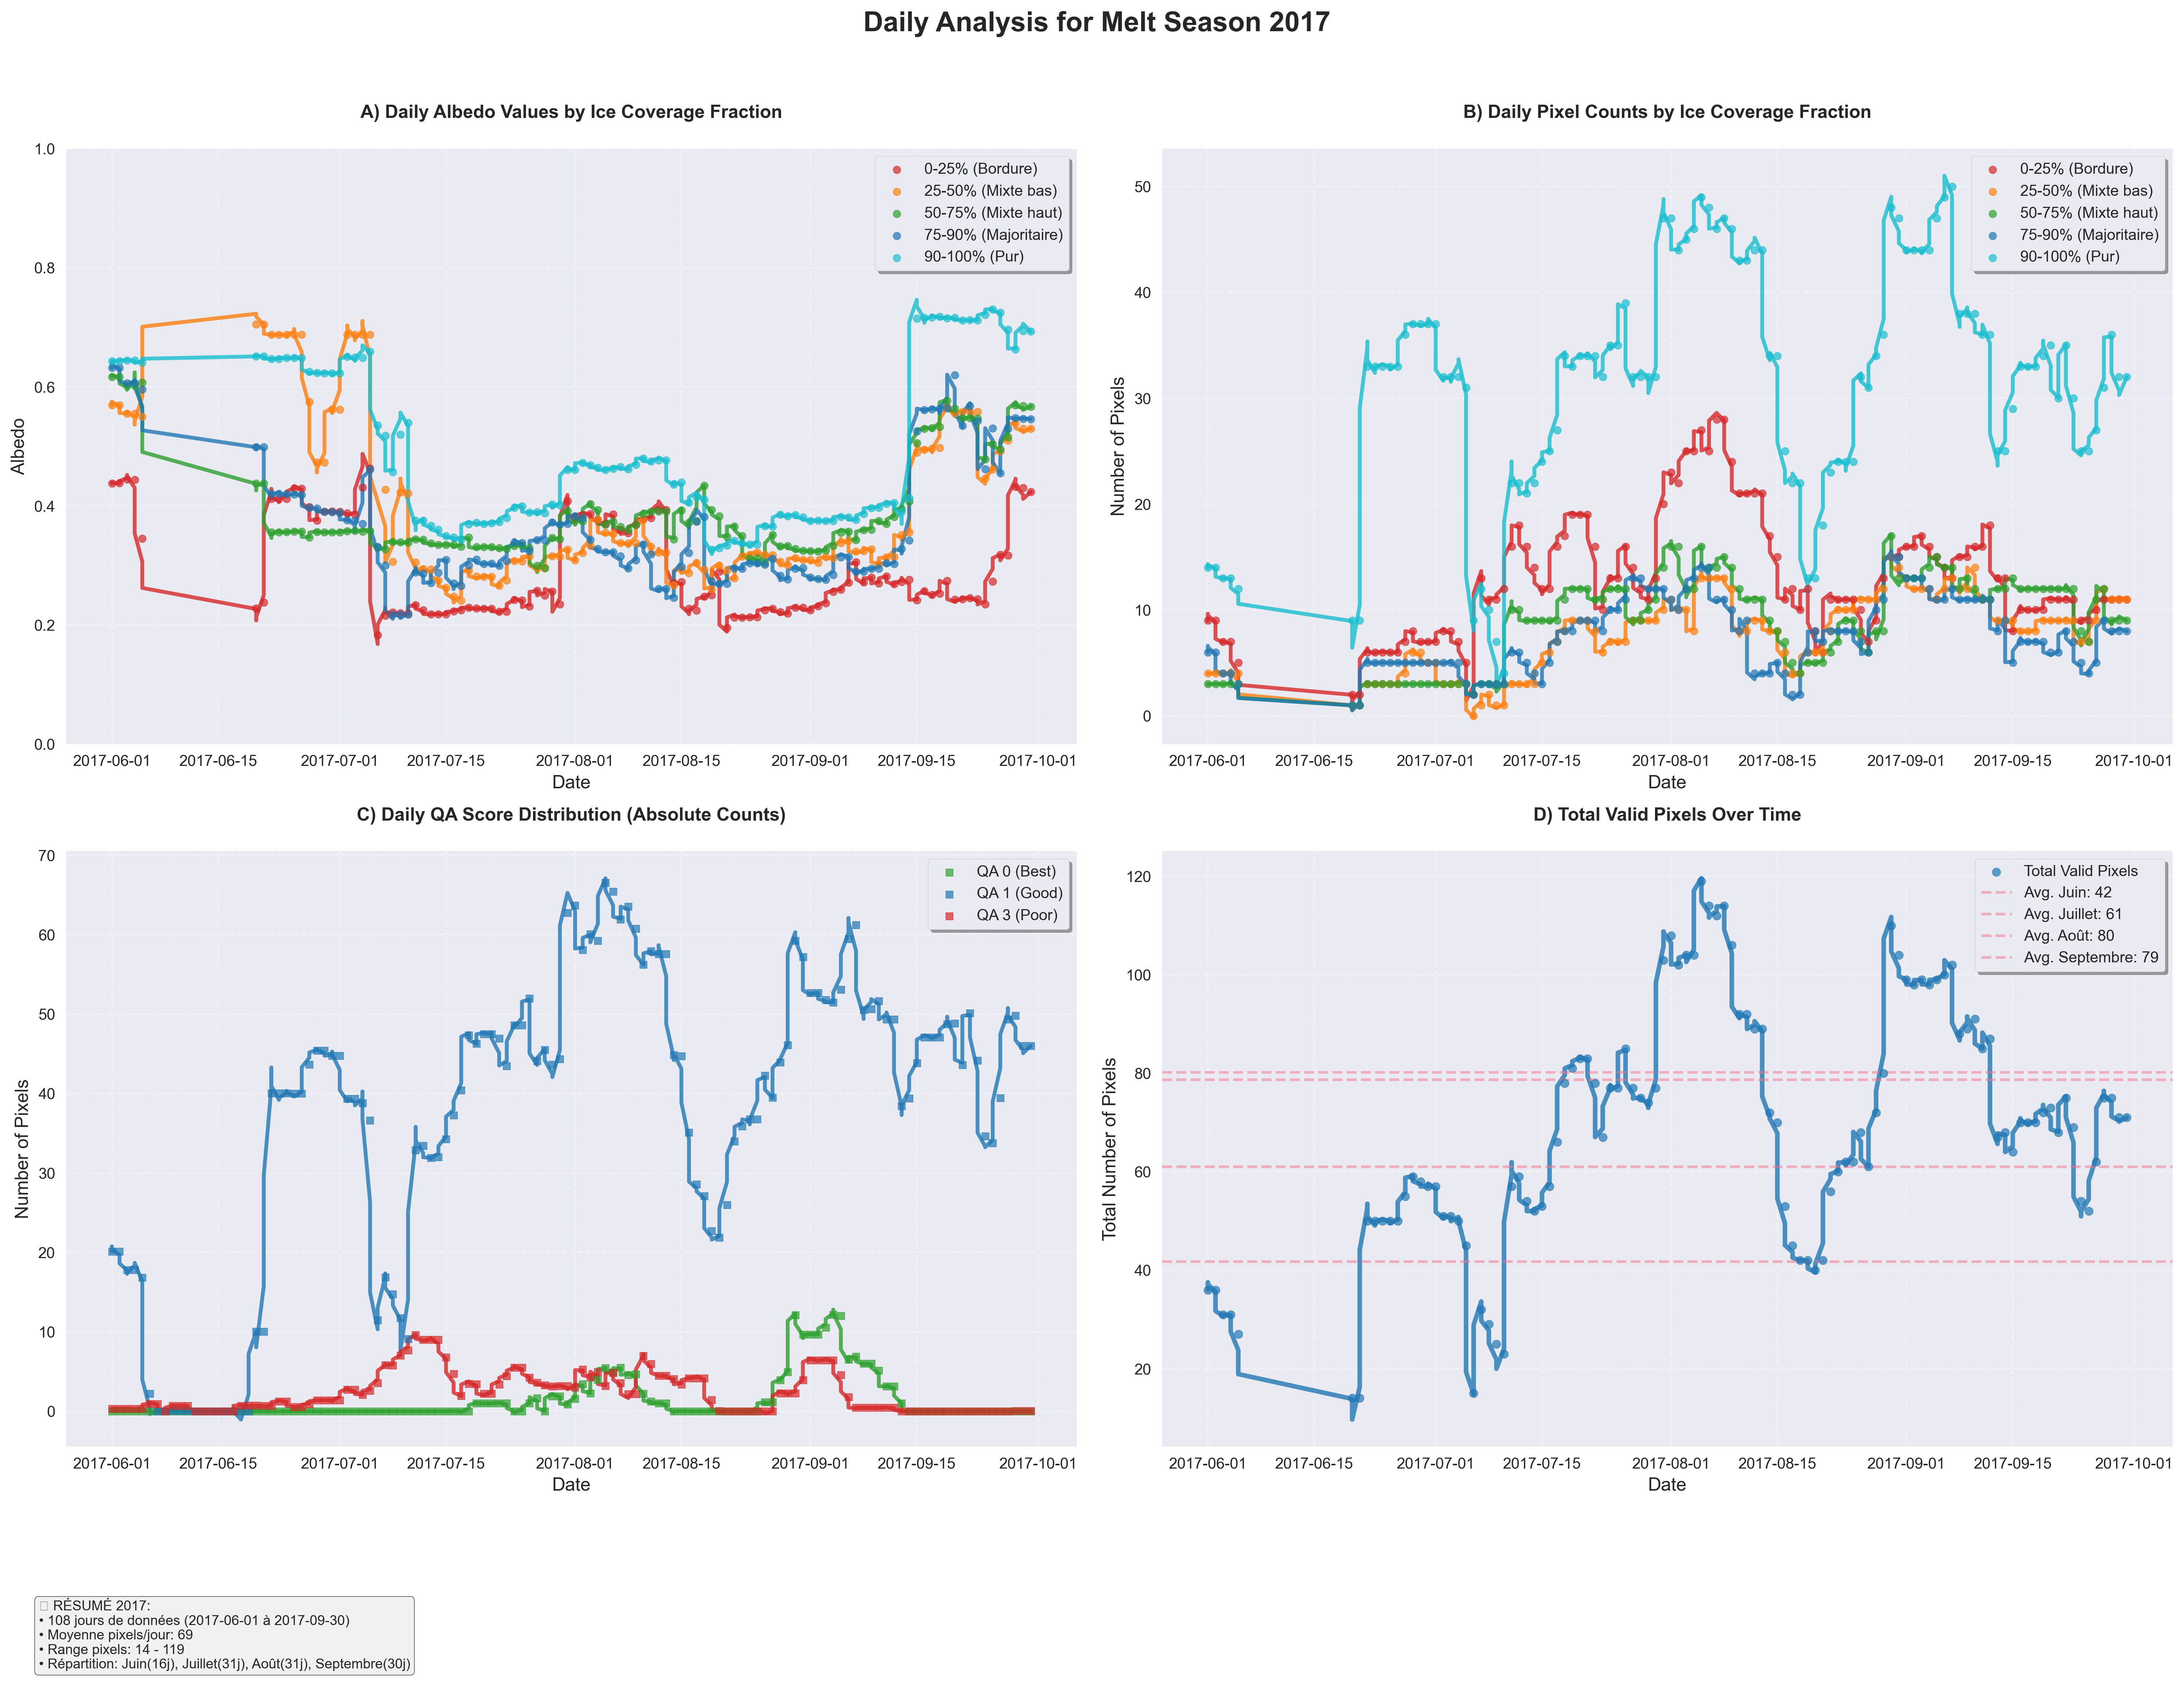 Daily Analysis for Melt Season 2017
A) Daily Albedo Values by Ice Coverage Fraction
Albedo
1.0
0.8
0.6
0.4
0.2
0.0
0-25% (Bordure)
25-50% (Mixte bas)
50-75% (Mixte haut)
75-90% (Majoritaire)
90-100% (Pur)
2017-06-01 2017-06-15 2017-07-01 2017-07-15 2017-08-01 2017-08-15 2017-09-01 2017-09-15 2017-10-01
Date
B) Daily Pixel Counts by Ice Coverage Fraction
Number of Pixels
50
40
30
20
10
0
0-25% (Bordure)
25-50% (Mixte bas)
50-75% (Mixte haut)
75-90% (Majoritaire)
90-100% (Pur)
2017-06-01 2017-06-15 2017-07-01 2017-07-15 2017-08-01 2017-08-15 2017-09-01 2017-09-15 2017-10-01
Date
C) Daily QA Score Distribution (Absolute Counts)
Number of Pixels
70
60
50
40
30
20
10
0
QA 0 (Best)
QA 1 (Good)
QA 3 (Poor)
2017-06-01 2017-06-15 2017-07-01 2017-07-15 2017-08-01 2017-08-15 2017-09-01 2017-09-15 2017-10-01
Date
D) Total Valid Pixels Over Time
Total Number of Pixels
120
100
80
60
40
20
Total Valid Pixels
Avg. Juin: 42
Avg. Juillet: 61
Avg. Août: 80
Avg. Septembre: 79
2017-06-01 2017-06-15 2017-07-01 2017-07-15 2017-08-01 2017-08-15 2017-09-01 2017-09-15 2017-10-01
Date
RÉSUMÉ 2017:
• 108 jours de données (2017-06-01 à 2017-09-30)
• Moyenne pixels/jour: 69
• Range pixels: 14 - 119
• Répartition: Juin(16j), Juillet(31j), Août(31j), Septembre(30j)